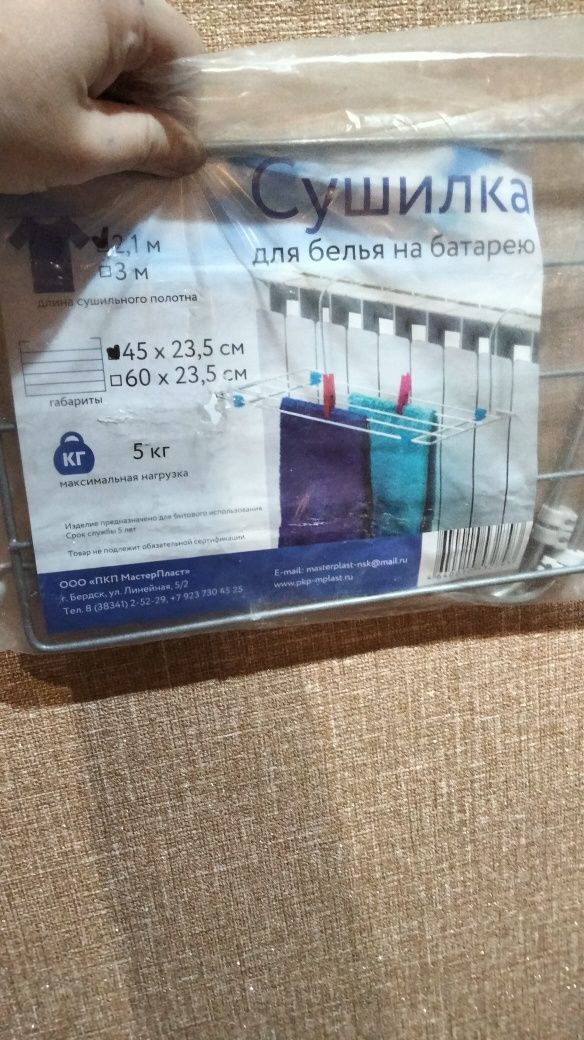 Сушилка
для белья на батарею
2,1 м
3 м
длина сушильного полотна
45 x 23,5 см
60 x 23,5 см
габариты
кг
5 кг
максимальная нагрузка
Изделие предназначено для бытового использования.
Срок службы 5 лет
Товар не подлежит обязательной сертификации.
ООО «ПКП МастерПласт»
г. Бердск, ул. Линейная, 5/2
Тел. 8 (38341) 2-52-29, +7 923 730 45 25
E-mail: masterplast-nsk@mail.ru
www.pkp-mplast.ru